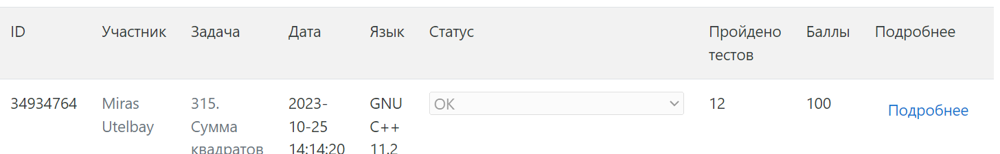 ID Участник Задача Дата Язык Статус Пройдено Баллы Подробнее
тестов
34934764 Miras 315. 2023- GNU OK 12 100 Подробнее
Utelbay Сумма 10-25 C++
квадратов 14:14:20 11.2